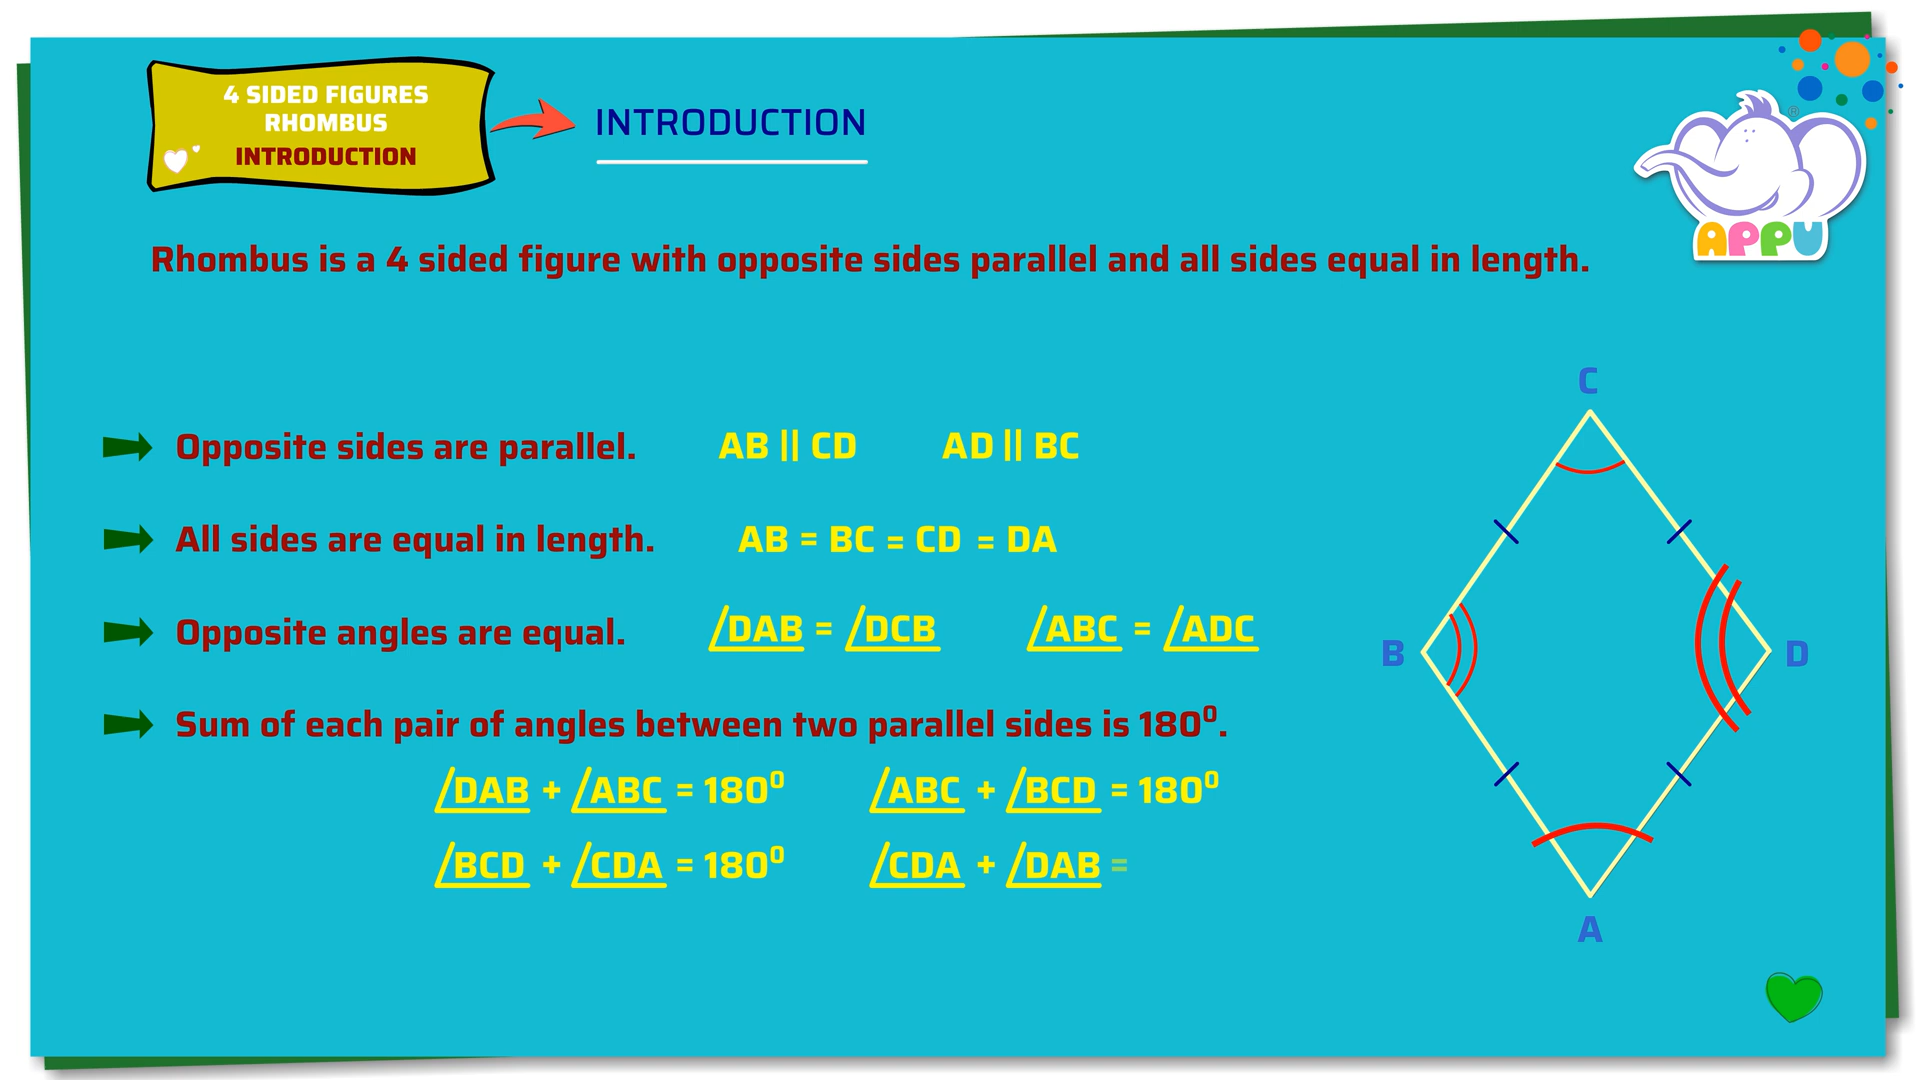 4 SIDED FIGURES
RHOMBUS
INTRODUCTION
INTRODUCTION
®
APPU
Rhombus is a 4 sided figure with opposite sides parallel and all sides equal in length.
Opposite sides are parallel. AB || CD AD || BC
All sides are equal in length. AB = BC = CD = DA
Opposite angles are equal. ∠DAB = ∠DCB ∠ABC = ∠ADC
Sum of each pair of angles between two parallel sides is 180⁰.
∠DAB + ∠ABC = 180⁰ ∠ABC + ∠BCD = 180⁰
∠BCD + ∠CDA = 180⁰ ∠CDA + ∠DAB =
C
B
D
A